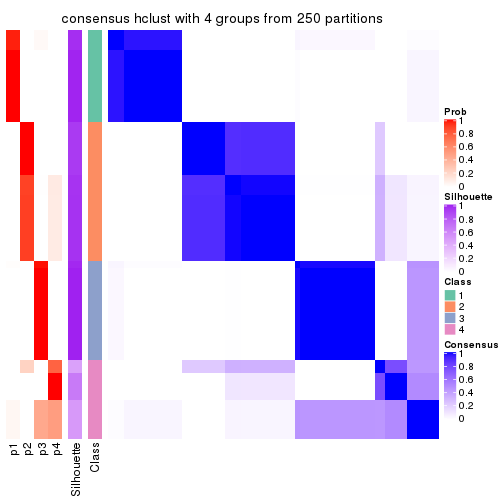 consensus hclust with 4 groups from 250 partitions
Prob
1
0.8
0.6
0.4
0.2
0
Silhouette
1
0.8
0.6
0.4
0.2
0
Class
1
2
3
4
Consensus
1
0.8
0.6
0.4
0.2
0
p1
p2
p3
p4
Silhouette
Class